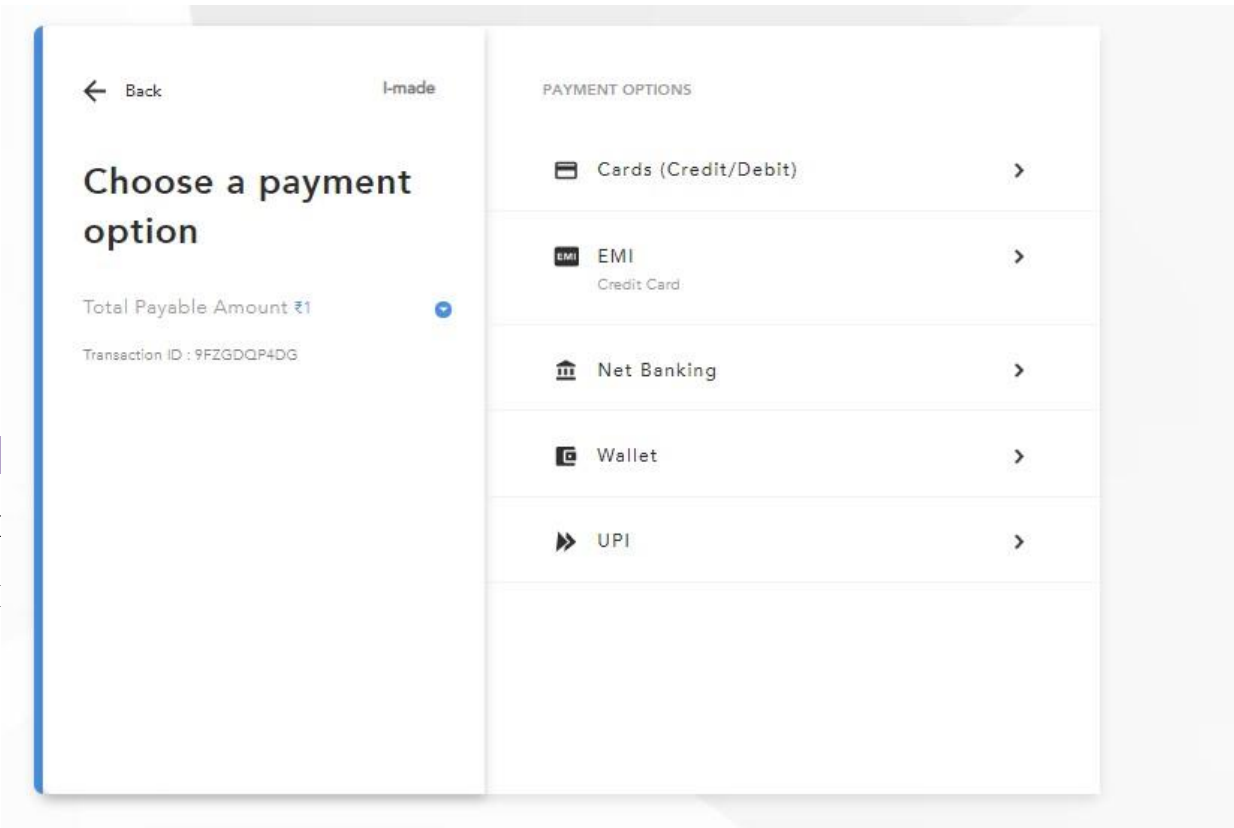 Back
I-made
Choose a payment
option
Total Payable Amount ₹1
Transaction ID : 9FZGDQP4DG
PAYMENT OPTIONS
Cards (Credit/Debit)
EMI
EMI
Credit Card
Net Banking
Wallet
UPI